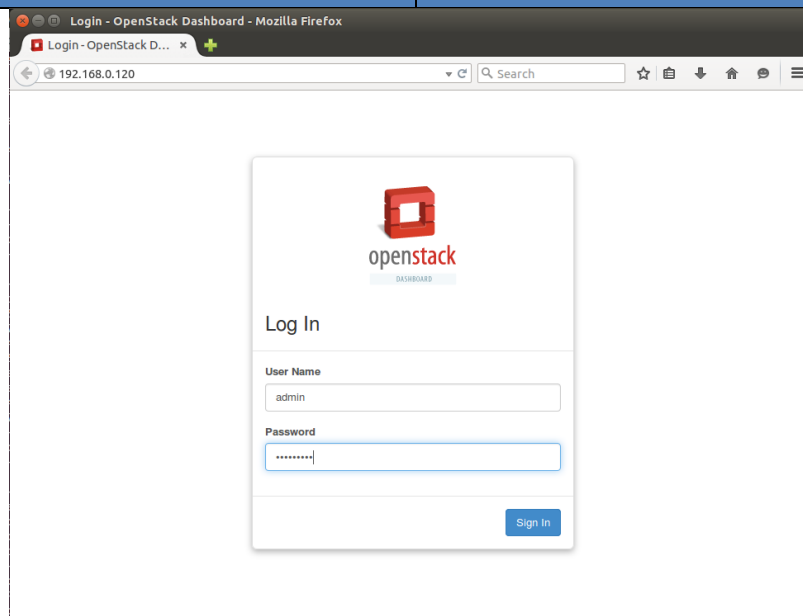 Login - OpenStack Dashboard - Mozilla Firefox
Login - OpenStack D...
192.168.0.120
Search
openstack
DASHBOARD
Log In
User Name
admin
Password
•••••••••
Sign In